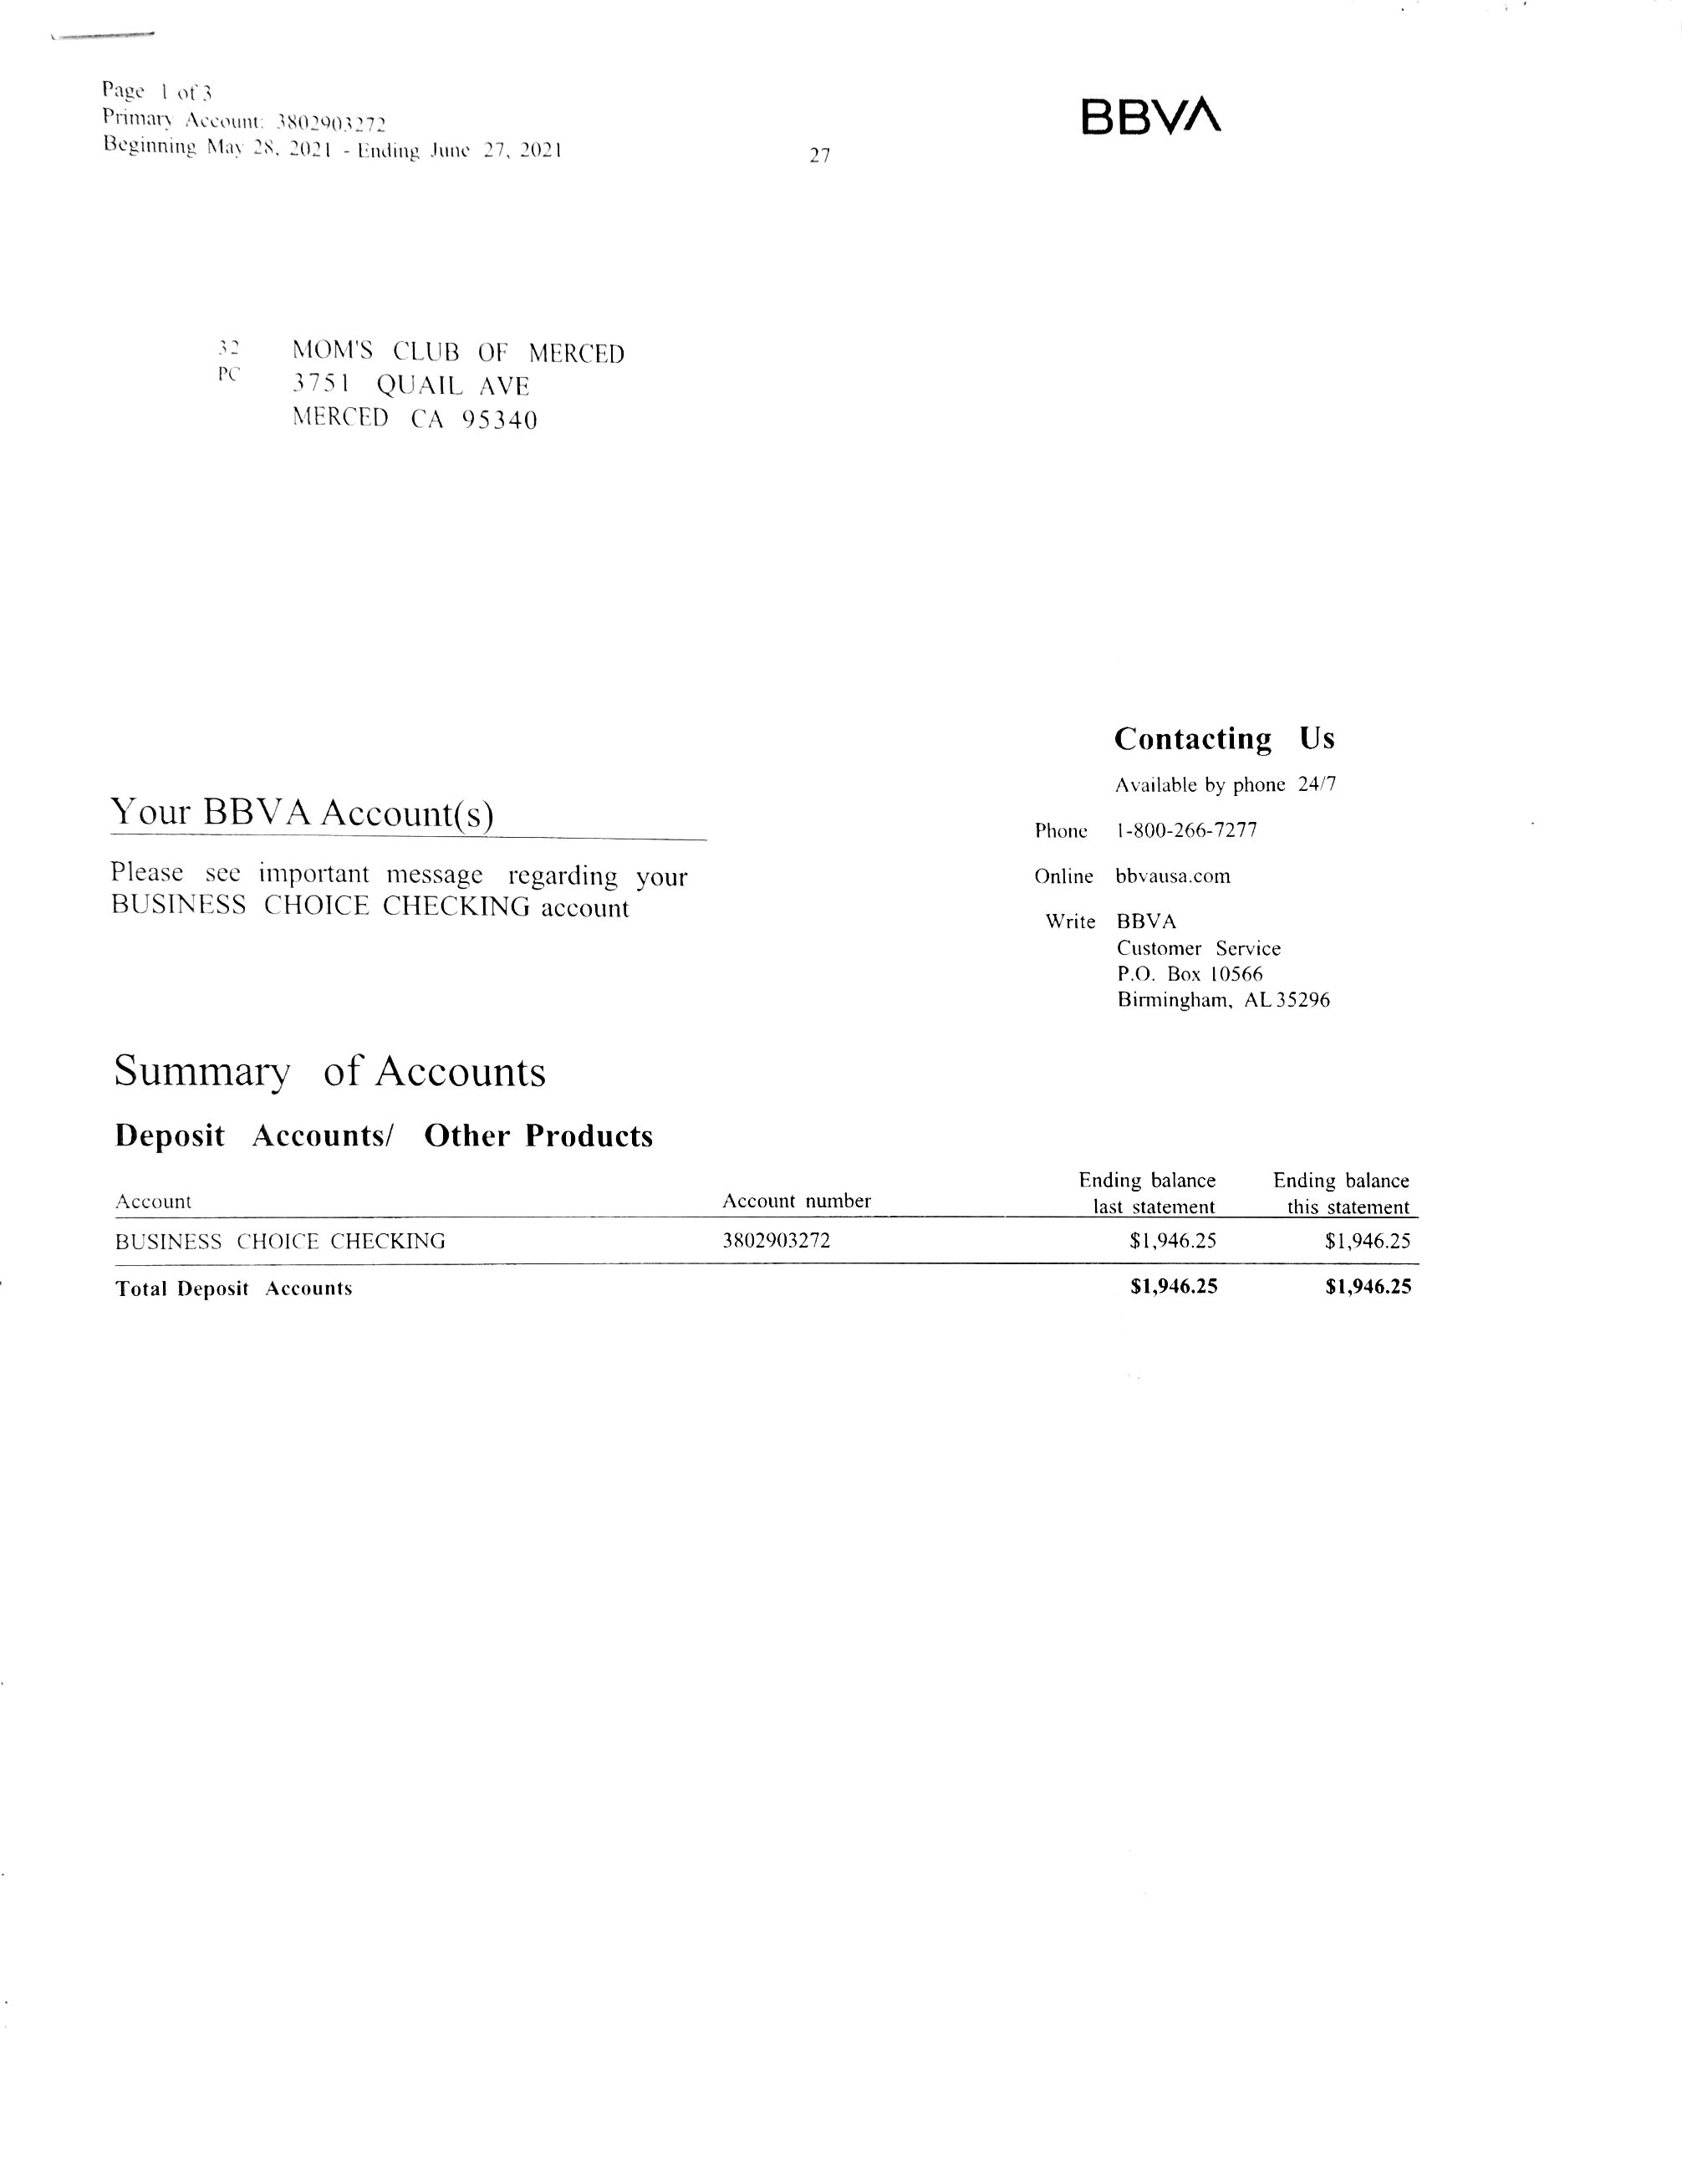 Page 1 of 3
Primary Account: 3802903272
Beginning May 28, 2021 - Ending June 27, 2021
27
BBVA
32 MOM'S CLUB OF MERCED
PC 3751 QUAIL AVE
MERCED CA 95340
Contacting Us
Available by phone 24/7
Phone 1-800-266-7277
Online bbvausa.com
Write BBVA
Customer Service
P.O. Box 10566
Birmingham, AL 35296
Your BBVA Account(s)
Please see important message regarding your
BUSINESS CHOICE CHECKING account
Summary of Accounts
Deposit Accounts/ Other Products
Account Account number Ending balance last statement Ending balance this statement
BUSINESS CHOICE CHECKING 3802903272 $1,946.25 $1,946.25
Total Deposit Accounts $1,946.25 $1,946.25